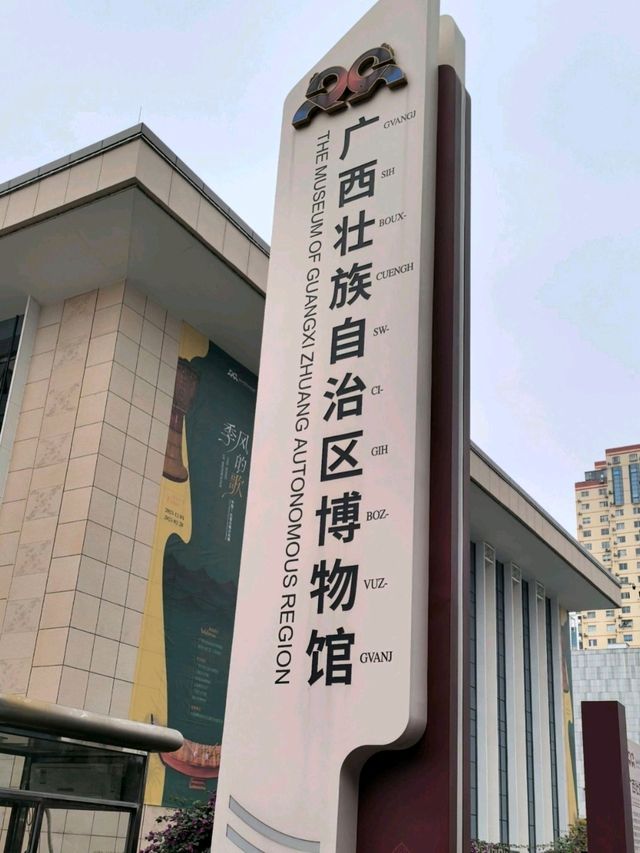 广西壮族自治区博物馆
GVANGJ
SIH
BOUX-
CUENGH
SW-
CI-
GIH
BOZ-
VUZ-
GVANJ
THE MUSEUM OF GUANGXI ZHUANG AUTONOMOUS REGION
季风的歌